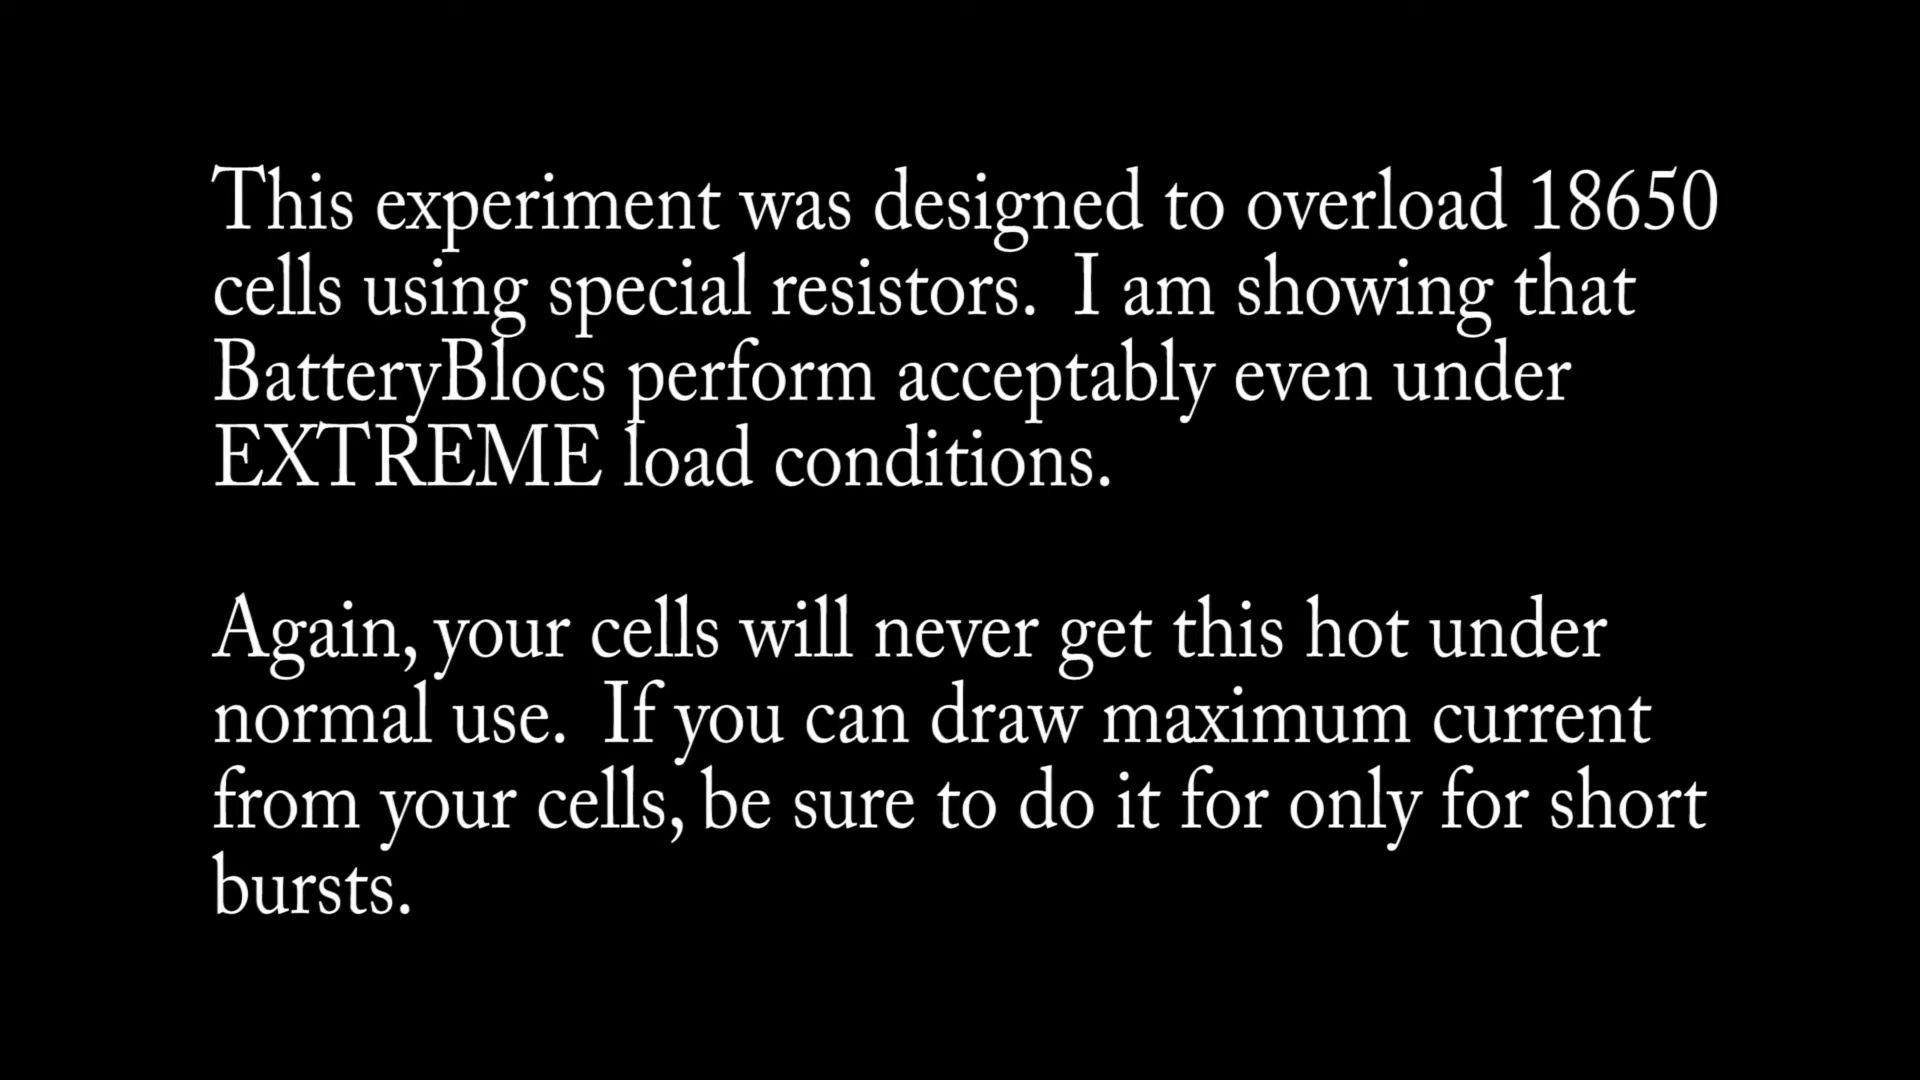 This experiment was designed to overload 18650
cells using special resistors.  I am showing that
BatteryBlocs perform acceptably even under
EXTREME load conditions.
Again, your cells will never get this hot under
normal use.  If you can draw maximum current
from your cells, be sure to do it for only for short
bursts.